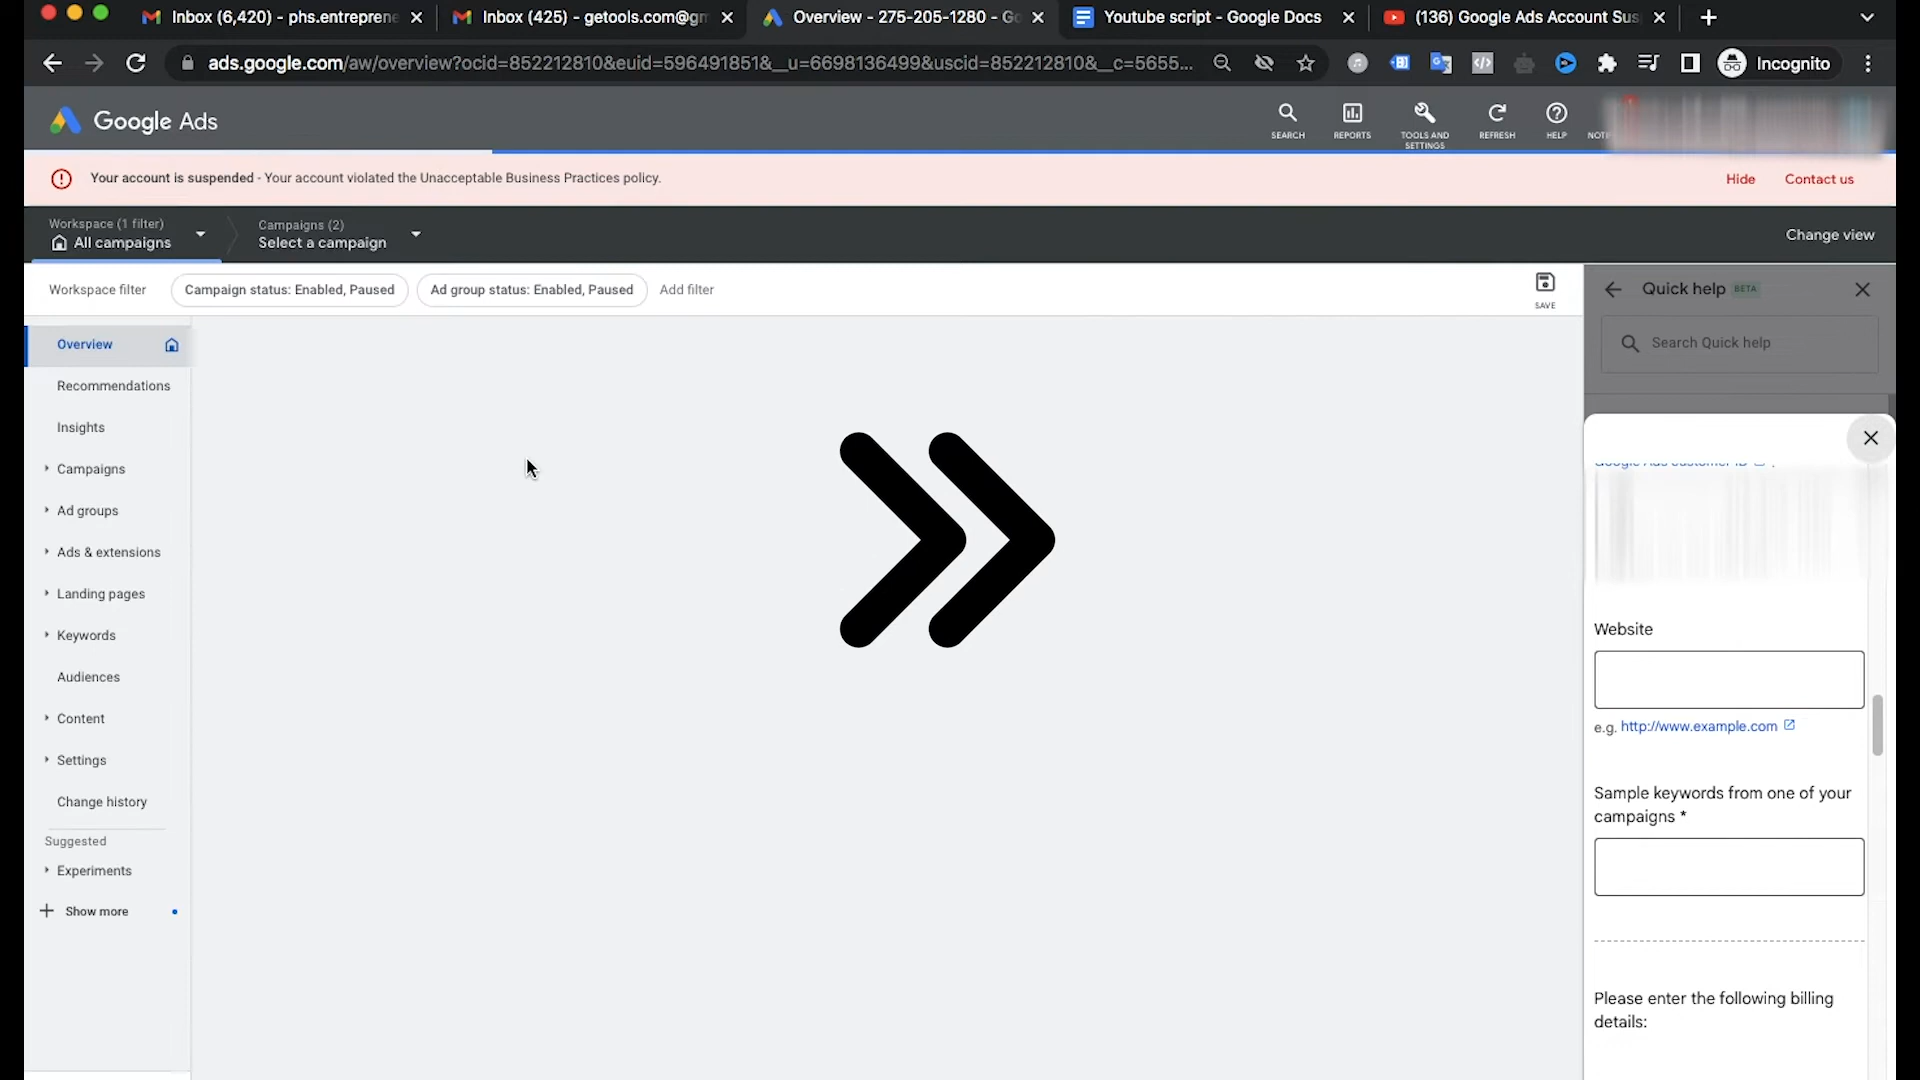 Inbox (6,420) - phs.entreprene
Inbox (425) - getools.com@gm
Overview - 275-205-1280 - Go
Youtube script - Google Docs
(136) Google Ads Account Sus
ads.google.com/aw/overview?ocid=852212810&euid=596491851&__u=6698136499&uscid=852212810&__c=5655...
Incognito
Google Ads
SEARCH
REPORTS
TOOLS AND SETTINGS
REFRESH
HELP
Your account is suspended - Your account violated the Unacceptable Business Practices policy.
Hide
Contact us
Workspace (1 filter)
All campaigns
Campaigns (2)
Select a campaign
Change view
Workspace filter
Campaign status: Enabled, Paused
Ad group status: Enabled, Paused
Add filter
SAVE
Quick help BETA
Search Quick help
Overview
Recommendations
Insights
Campaigns
Ad groups
Ads & extensions
Landing pages
Keywords
Audiences
Content
Settings
Change history
Suggested
Experiments
Show more
Google Ads customer ID
Website
e.g. http://www.example.com
Sample keywords from one of your
campaigns *
Please enter the following billing
details: